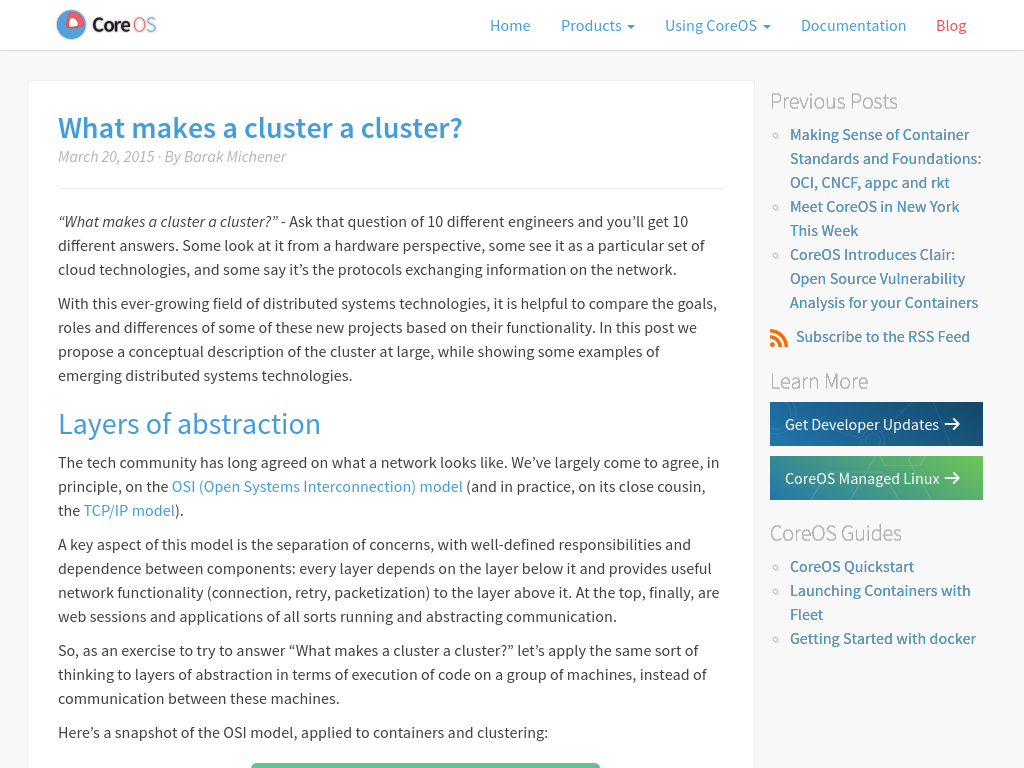 Core OS
Home
Products
Using CoreOS
Documentation
Blog
What makes a cluster a cluster?
March 20, 2015 · By Barak Michener
“What makes a cluster a cluster?” - Ask that question of 10 different engineers and you’ll get 10
different answers. Some look at it from a hardware perspective, some see it as a particular set of
cloud technologies, and some say it’s the protocols exchanging information on the network.
With this ever-growing field of distributed systems technologies, it is helpful to compare the goals,
roles and differences of some of these new projects based on their functionality. In this post we
propose a conceptual description of the cluster at large, while showing some examples of
emerging distributed systems technologies.
Layers of abstraction
The tech community has long agreed on what a network looks like. We’ve largely come to agree, in
principle, on the OSI (Open Systems Interconnection) model (and in practice, on its close cousin,
the TCP/IP model).
A key aspect of this model is the separation of concerns, with well-defined responsibilities and
dependence between components: every layer depends on the layer below it and provides useful
network functionality (connection, retry, packetization) to the layer above it. At the top, finally, are
web sessions and applications of all sorts running and abstracting communication.
So, as an exercise to try to answer “What makes a cluster a cluster?” let’s apply the same sort of
thinking to layers of abstraction in terms of execution of code on a group of machines, instead of
communication between these machines.
Here’s a snapshot of the OSI model, applied to containers and clustering:
Previous Posts
Making Sense of Container
Standards and Foundations:
OCI, CNCF, appc and rkt
Meet CoreOS in New York
This Week
CoreOS Introduces Clair:
Open Source Vulnerability
Analysis for your Containers
Subscribe to the RSS Feed
Learn More
Get Developer Updates
CoreOS Managed Linux
CoreOS Guides
CoreOS Quickstart
Launching Containers with
Fleet
Getting Started with docker